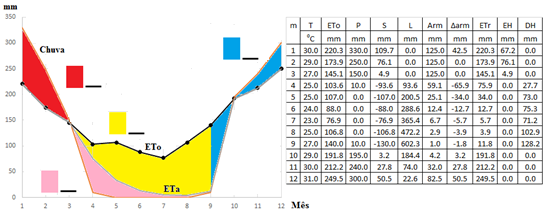 mm
350
300
250
200
150
100
50
0
Chuva
ETo
ETa
1 2 3 4 5 6 7 8 9 10 11 12 Mês
m T ETo P S L Arm Δarm ETr EH DH
⁰C mm mm mm mm mm mm mm mm mm
1 30.0 220.3 330.0 109.7 0.0 125.0 42.5 220.3 67.2 0.0
2 29.0 173.9 250.0 76.1 0.0 125.0 0.0 173.9 76.1 0.0
3 27.0 145.1 150.0 4.9 0.0 125.0 0.0 145.1 4.9 0.0
4 25.0 103.6 10.0 -93.6 93.6 59.1 -65.9 75.9 0.0 27.7
5 25.0 107.0 0.0 -107.0 200.5 25.1 -34.0 34.0 0.0 73.0
6 24.0 88.0 0.0 -88.0 288.6 12.4 -12.7 12.7 0.0 75.3
7 23.0 76.9 0.0 -76.9 365.4 6.7 -5.7 5.7 0.0 71.2
8 25.0 106.8 0.0 -106.8 472.2 2.9 -3.9 3.9 0.0 102.9
9 27.0 140.0 10.0 -130.0 602.3 1.0 -1.8 11.8 0.0 128.2
10 29.0 191.8 195.0 3.2 184.4 4.2 3.2 191.8 0.0 0.0
11 30.0 212.2 240.0 27.8 74.0 32.0 27.8 212.2 0.0 0.0
12 31.5 249.5 300.0 50.5 22.6 82.5 50.5 249.5 0.0 0.0